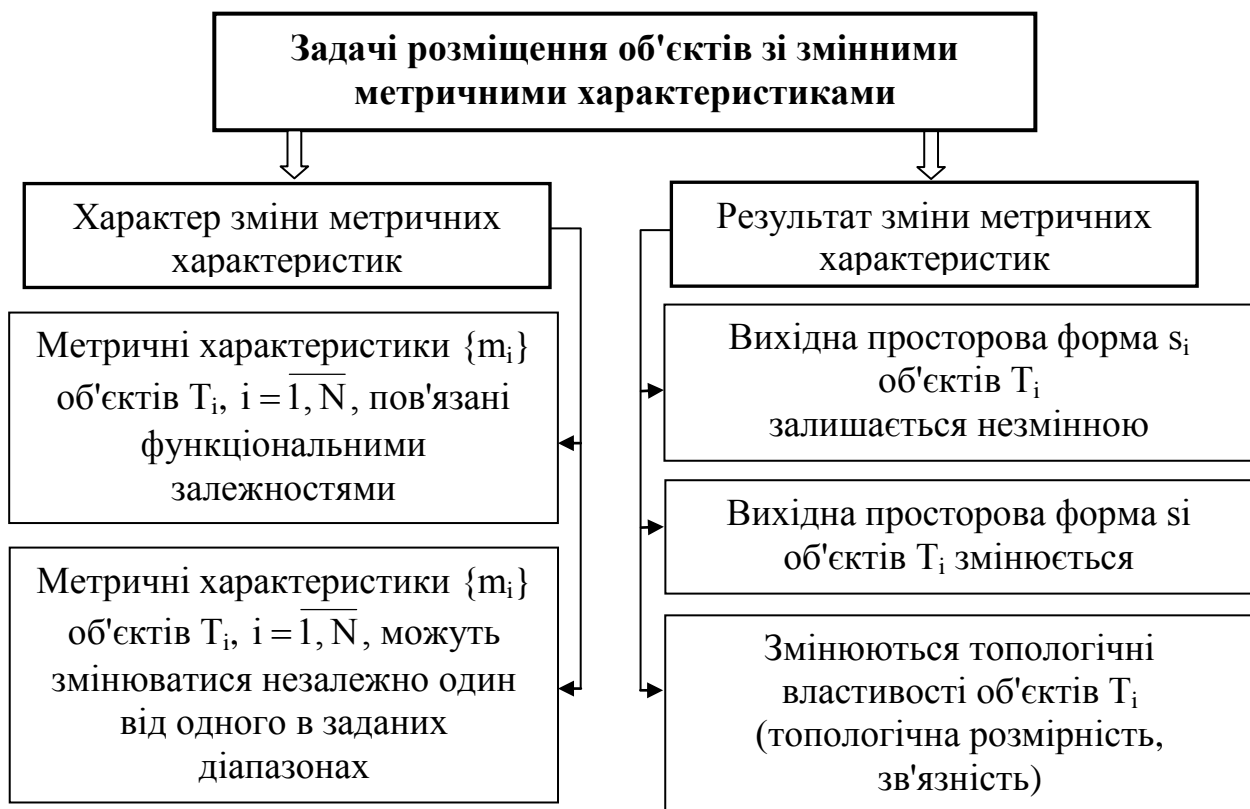 Задачі розміщення об'єктів зі змінними
метричними характеристиками
Характер зміни метричних
характеристик
Метричні характеристики {mᵢ}
об'єктів Tᵢ, i = 1, N̅, пов'язані
функціональними
залежностями
Метричні характеристики {mᵢ}
об'єктів Tᵢ, i = 1, N̅, можуть
змінюватися незалежно один
від одного в заданих
діапазонах
Результат зміни метричних
характеристик
Вихідна просторова форма sᵢ
об'єктів Tᵢ
залишається незмінною
Вихідна просторова форма si
об'єктів Tᵢ змінюється
Змінюються топологічні
властивості об'єктів Tᵢ
(топологічна розмірність,
зв'язність)